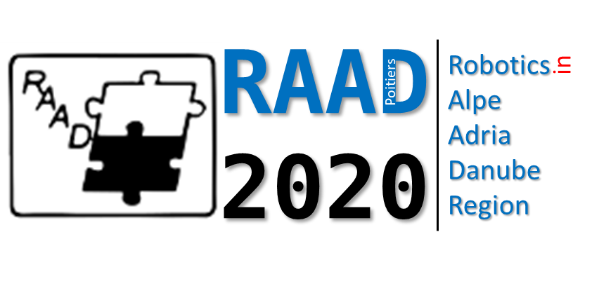 RAAD
RAAD
Poitiers
2020
Robotics.in
Alpe
Adria
Danube
Region